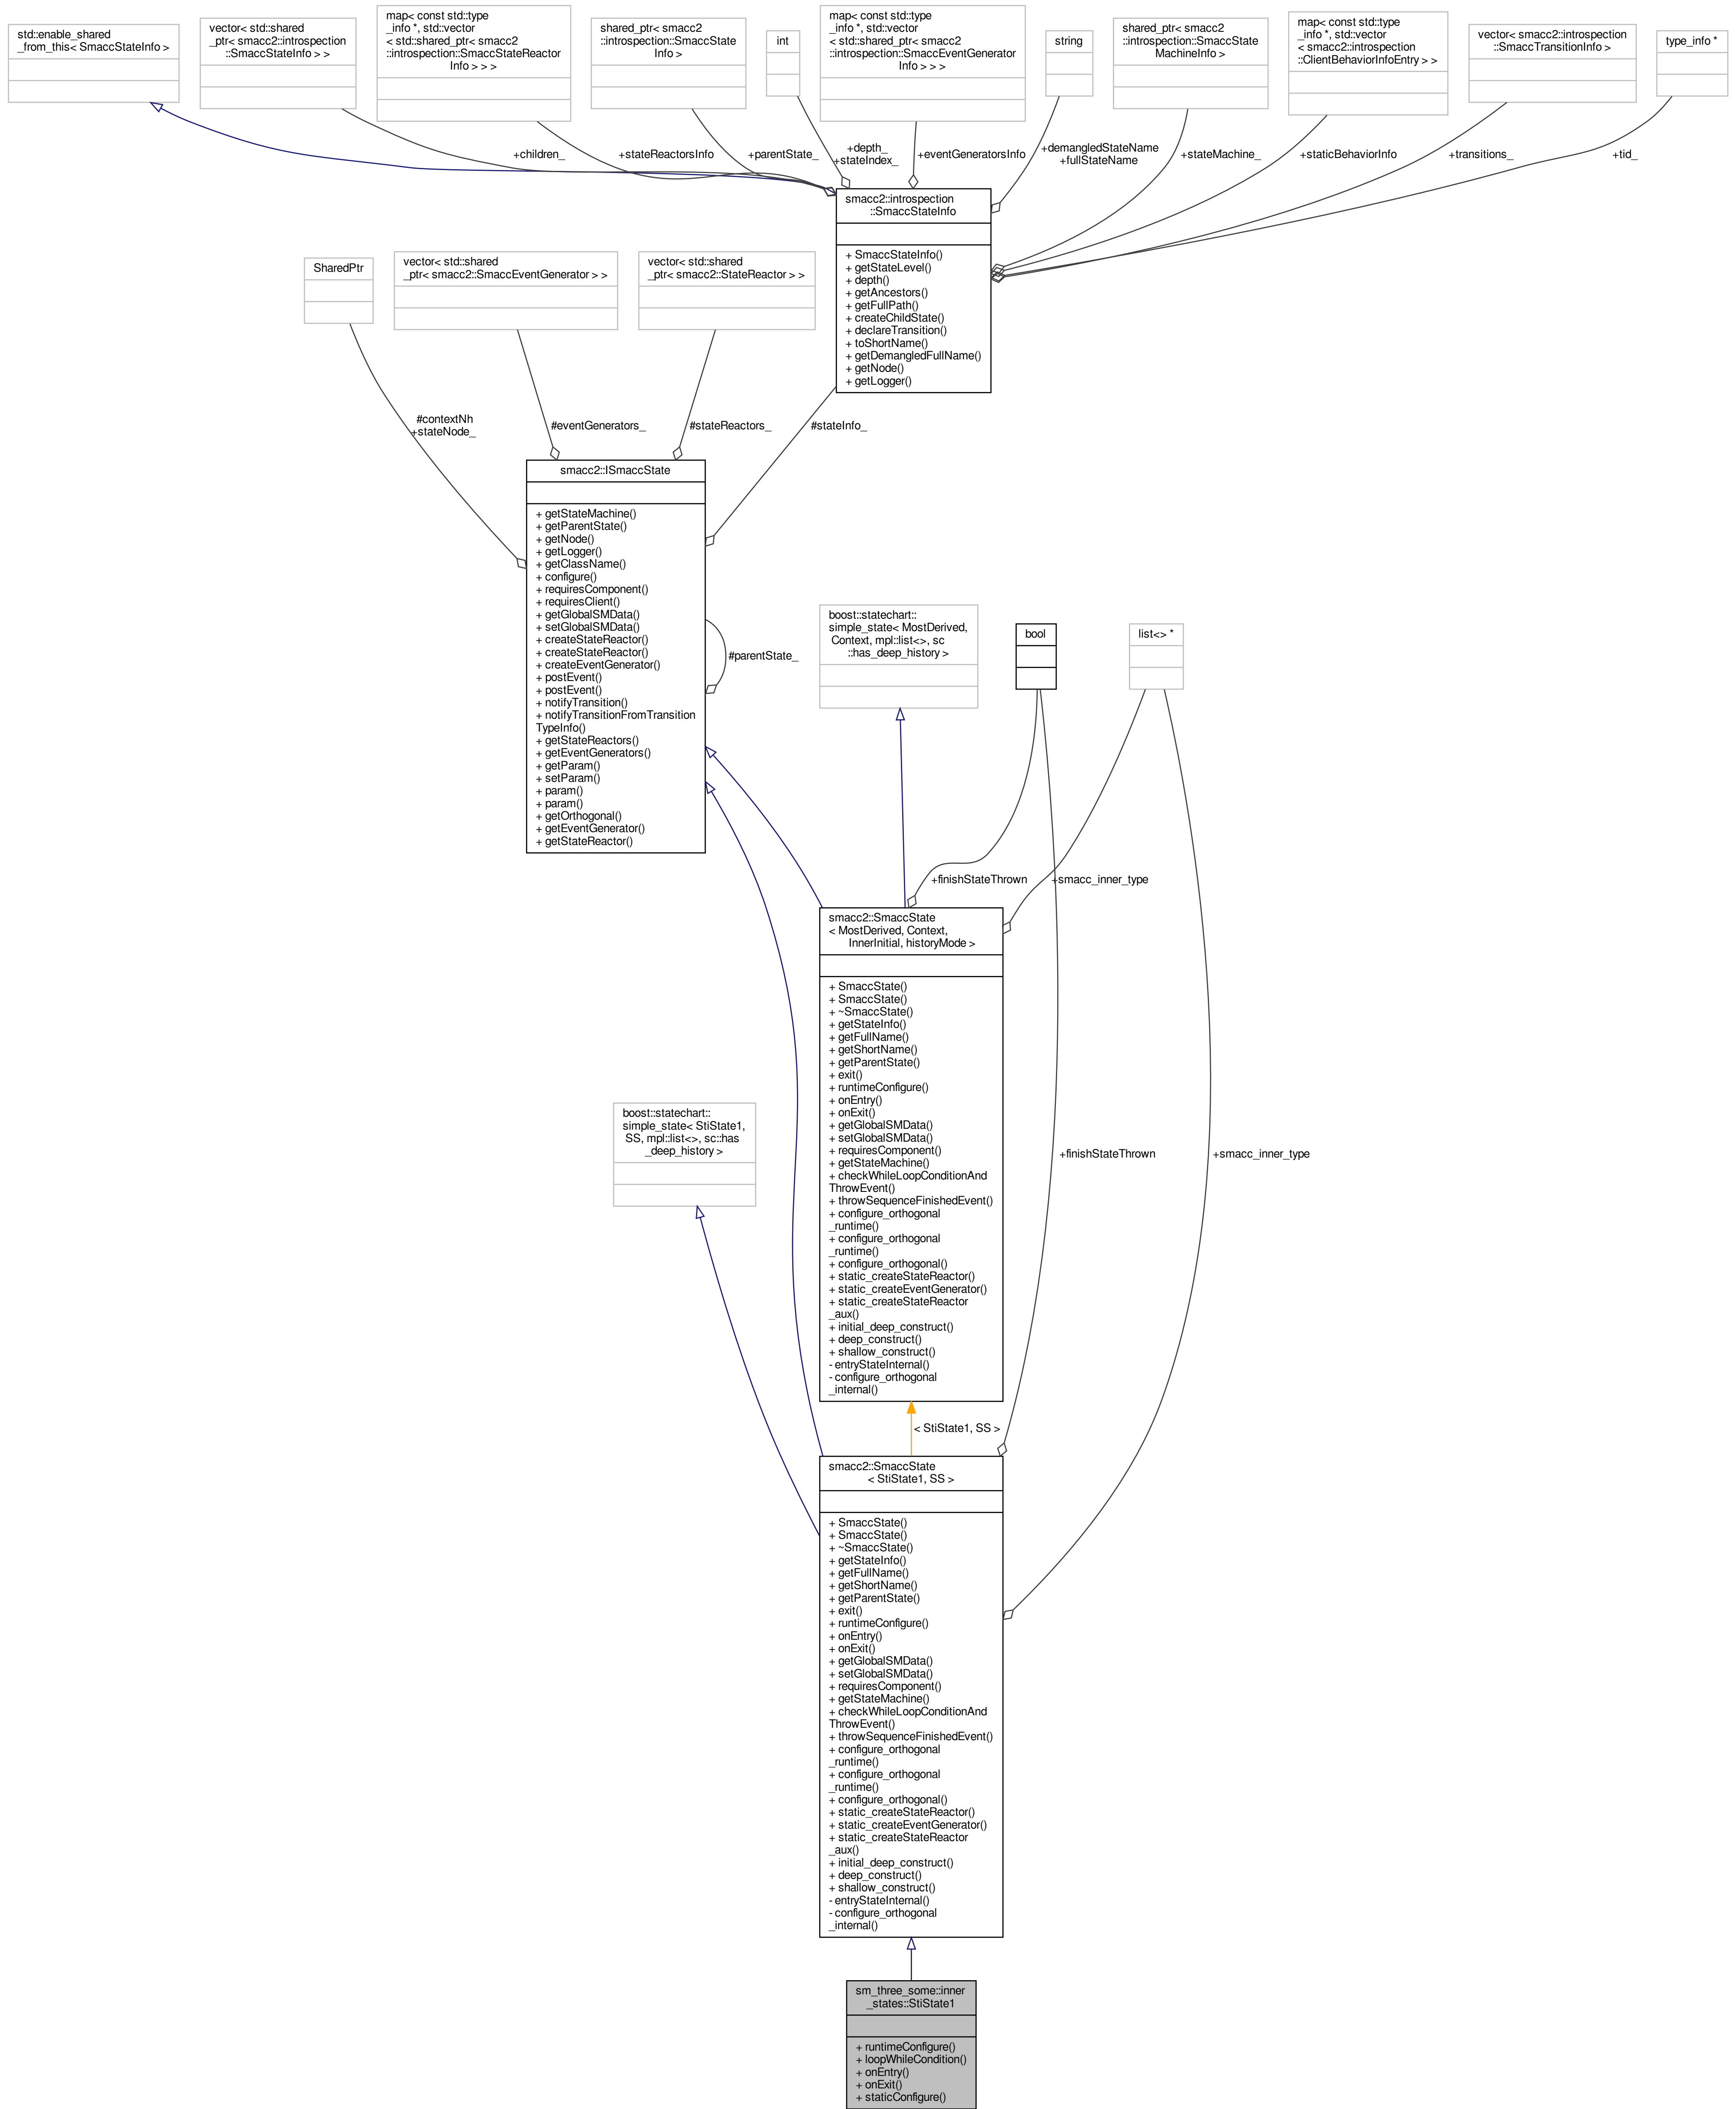 std::enable_shared
_from_this< SmaccStateInfo >
vector< std::shared
_ptr< smacc2::introspection
::SmaccStateInfo > >
map< const std::type
_info *, std::vector
< std::shared_ptr< smacc2
::introspection::SmaccStateReactor
Info > > >
shared_ptr< smacc2
::introspection::SmaccState
Info >
int
map< const std::type
_info *, std::vector
< std::shared_ptr< smacc2
::introspection::SmaccEventGenerator
Info > > >
string
shared_ptr< smacc2
::introspection::SmaccState
MachineInfo >
map< const std::type
_info *, std::vector
< smacc2::introspection
::ClientBehaviorInfoEntry > >
vector< smacc2::introspection
::SmaccTransitionInfo >
type_info *
+children_
+stateReactorsInfo
+parentState_
+depth_
+stateIndex_
+eventGeneratorsInfo
+demangledStateName
+fullStateName
+stateMachine_
+staticBehaviorInfo
+transitions_
+tid_
smacc2::introspection
::SmaccStateInfo
+ SmaccStateInfo()
+ getStateLevel()
+ depth()
+ getAncestors()
+ getFullPath()
+ createChildState()
+ declareTransition()
+ toShortName()
+ getDemangledFullName()
+ getNode()
+ getLogger()
SharedPtr
vector< std::shared
_ptr< smacc2::SmaccEventGenerator > >
vector< std::shared
_ptr< smacc2::StateReactor > >
#contextNh
+stateNode_
#eventGenerators_
#stateReactors_
#stateInfo_
smacc2::ISmaccState
+ getStateMachine()
+ getParentState()
+ getNode()
+ getLogger()
+ getClassName()
+ configure()
+ requiresComponent()
+ requiresClient()
+ getGlobalSMData()
+ setGlobalSMData()
+ createStateReactor()
+ createStateReactor()
+ createEventGenerator()
+ postEvent()
+ postEvent()
+ notifyTransition()
+ notifyTransitionFromTransition
TypeInfo()
+ getStateReactors()
+ getEventGenerators()
+ getParam()
+ setParam()
+ param()
+ param()
+ getOrthogonal()
+ getEventGenerator()
+ getStateReactor()
#parentState_
boost::statechart::
simple_state< MostDerived,
Context, mpl::list<>, sc
::has_deep_history >
bool
list<> *
+finishStateThrown
+smacc_inner_type
smacc2::SmaccState
< MostDerived, Context,
InnerInitial, historyMode >
+ SmaccState()
+ SmaccState()
+ ~SmaccState()
+ getStateInfo()
+ getFullName()
+ getShortName()
+ getParentState()
+ exit()
+ runtimeConfigure()
+ onEntry()
+ onExit()
+ getGlobalSMData()
+ setGlobalSMData()
+ requiresComponent()
+ getStateMachine()
+ checkWhileLoopConditionAnd
ThrowEvent()
+ throwSequenceFinishedEvent()
+ configure_orthogonal
_runtime()
+ configure_orthogonal
_runtime()
+ configure_orthogonal()
+ static_createStateReactor()
+ static_createEventGenerator()
+ static_createStateReactor
_aux()
+ initial_deep_construct()
+ deep_construct()
+ shallow_construct()
- entryStateInternal()
- configure_orthogonal
_internal()
boost::statechart::
simple_state< StiState1,
SS, mpl::list<>, sc::has
_deep_history >
+finishStateThrown
+smacc_inner_type
< StiState1, SS >
smacc2::SmaccState
< StiState1, SS >
+ SmaccState()
+ SmaccState()
+ ~SmaccState()
+ getStateInfo()
+ getFullName()
+ getShortName()
+ getParentState()
+ exit()
+ runtimeConfigure()
+ onEntry()
+ onExit()
+ getGlobalSMData()
+ setGlobalSMData()
+ requiresComponent()
+ getStateMachine()
+ checkWhileLoopConditionAnd
ThrowEvent()
+ throwSequenceFinishedEvent()
+ configure_orthogonal
_runtime()
+ configure_orthogonal
_runtime()
+ configure_orthogonal()
+ static_createStateReactor()
+ static_createEventGenerator()
+ static_createStateReactor
_aux()
+ initial_deep_construct()
+ deep_construct()
+ shallow_construct()
- entryStateInternal()
- configure_orthogonal
_internal()
sm_three_some::inner
_states::StiState1
+ runtimeConfigure()
+ loopWhileCondition()
+ onEntry()
+ onExit()
+ staticConfigure()